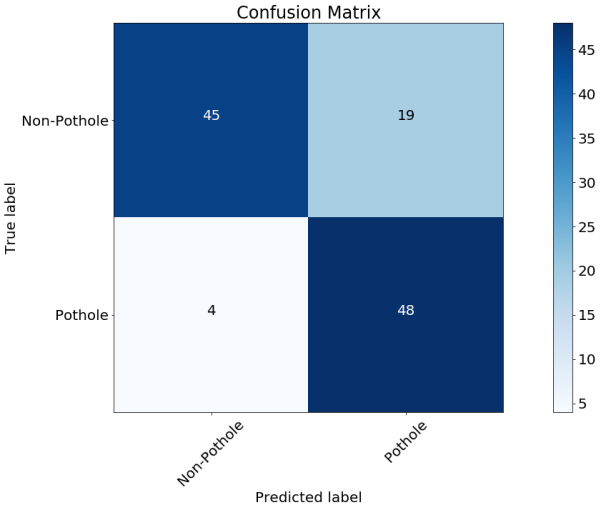 Confusion Matrix
True label
Non-Pothole
Pothole
45
19
4
48
Non-Pothole
Pothole
Predicted label
45
40
35
30
25
20
15
10
5